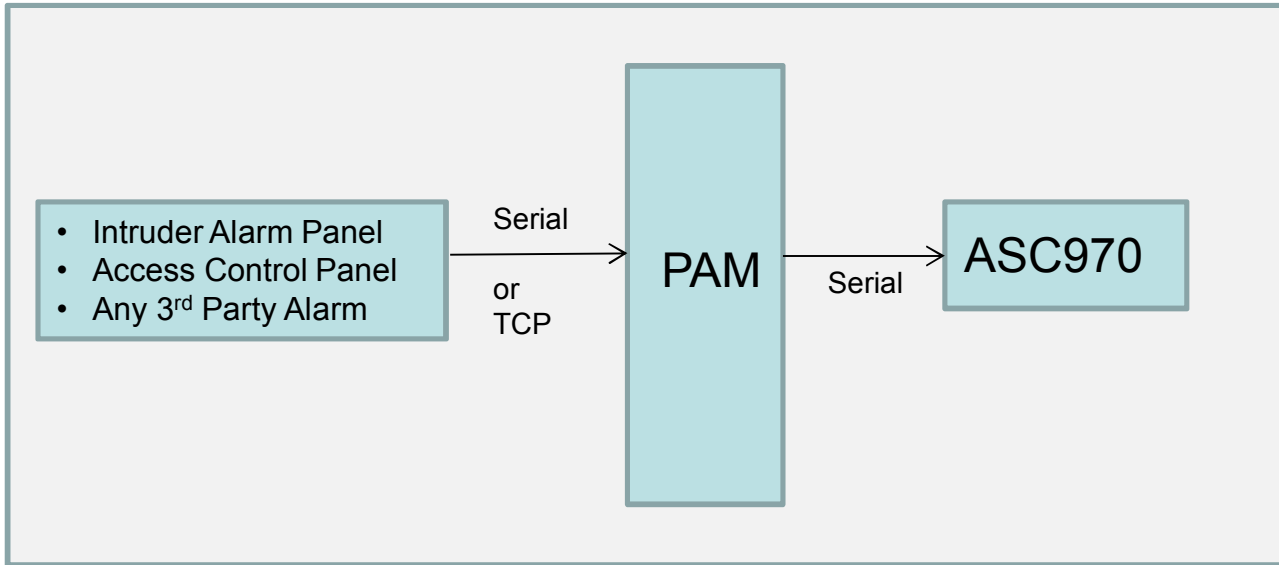 • Intruder Alarm Panel
• Access Control Panel
• Any 3rd Party Alarm
Serial
or
TCP
PAM
Serial
ASC970